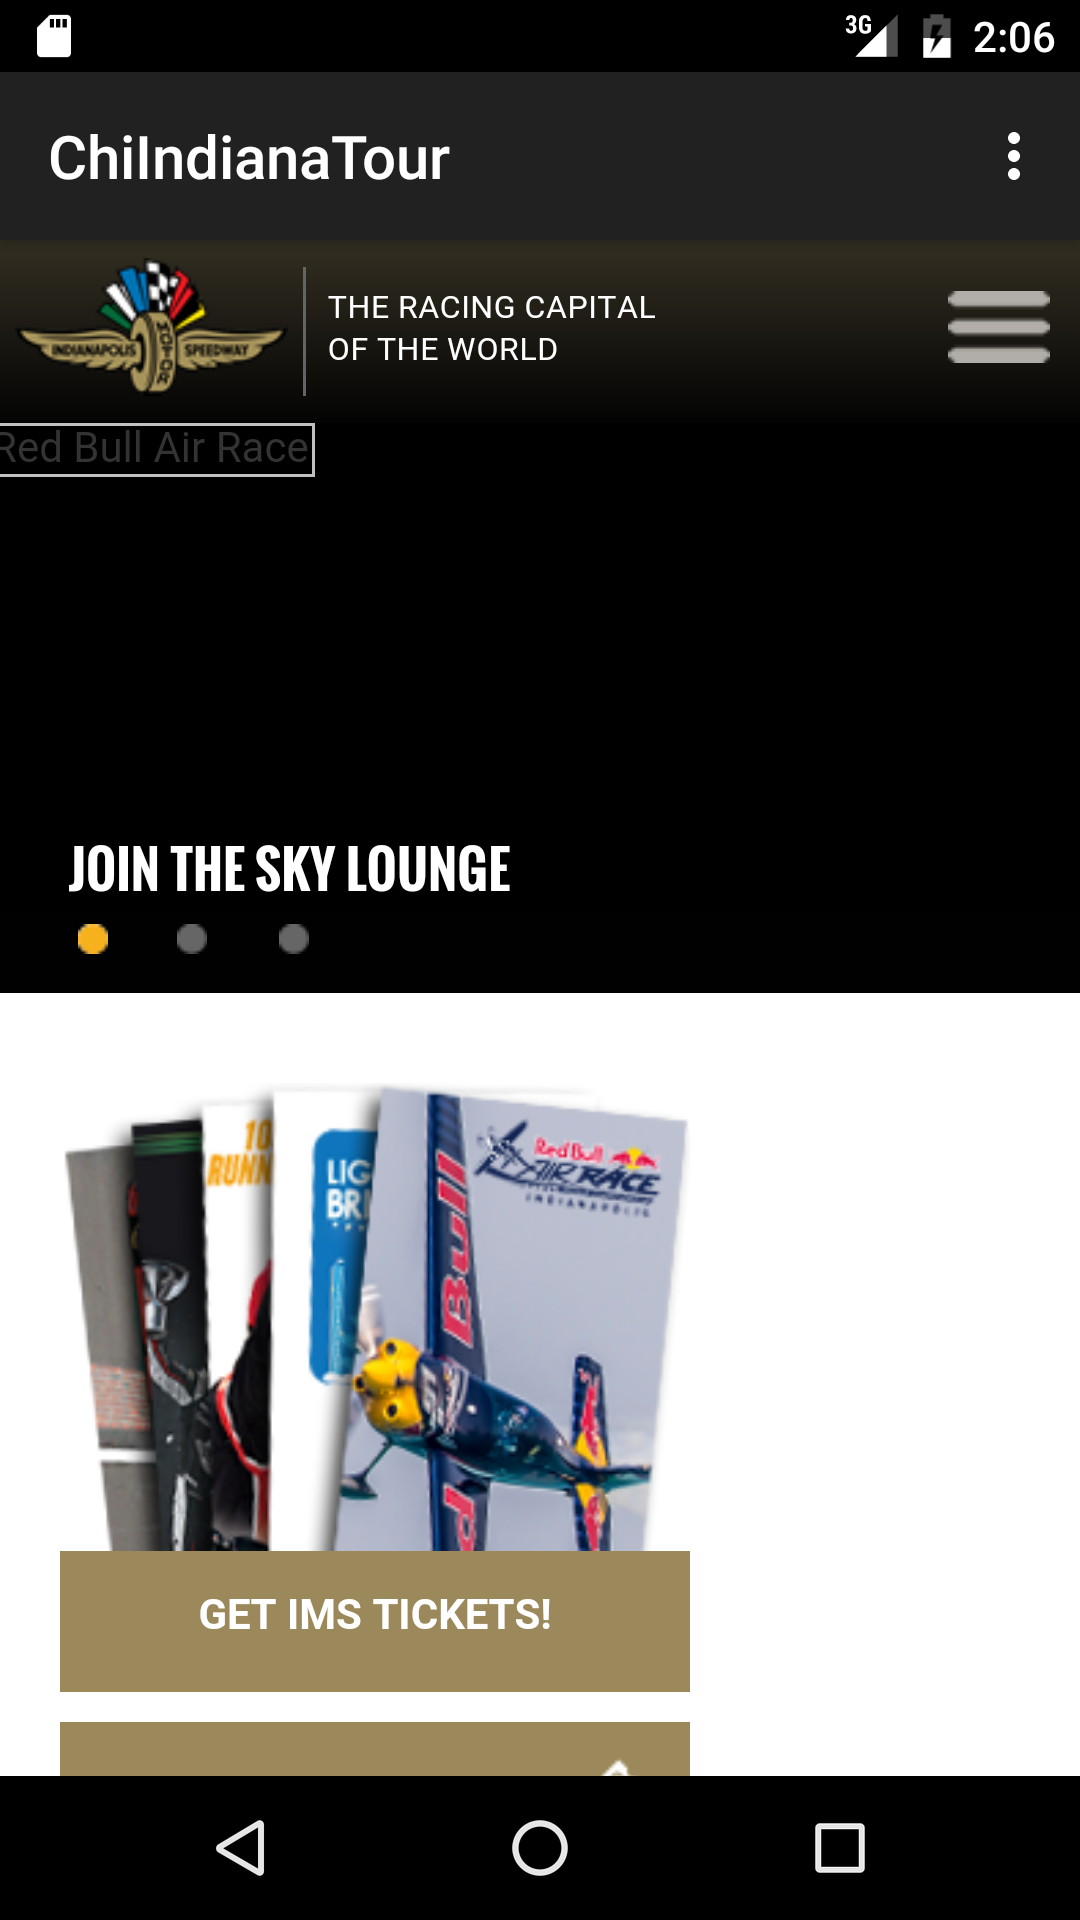 3G 2:06
ChiIndianaTour
INDIANAPOLIS MOTOR SPEEDWAY
THE RACING CAPITAL
OF THE WORLD
Red Bull Air Race
JOIN THE SKY LOUNGE
10
RUNN
LIG
BRI
Red Bull
AIR RACE
INDIANAPOLIS
Bull
d
GET IMS TICKETS!